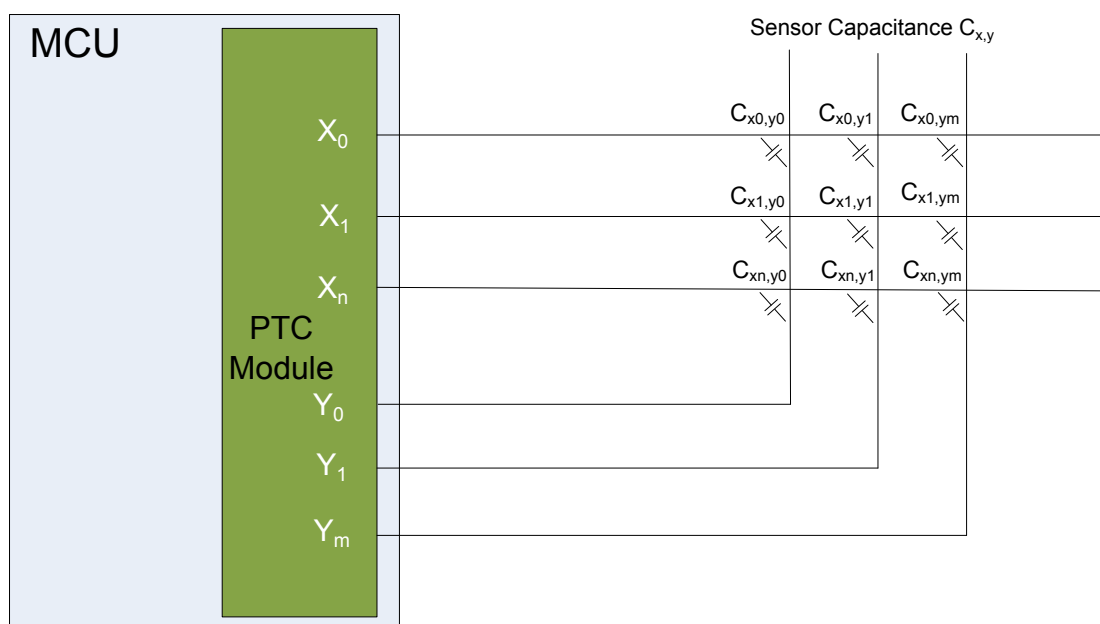 MCU
Sensor Capacitance Cx,y
X0
Cx0,y0 Cx0,y1 Cx0,ym
X1
Cx1,y0 Cx1,y1 Cx1,ym
Xn
Cxn,y0 Cxn,y1 Cxn,ym
PTC
Module
Y0
Y1
Ym